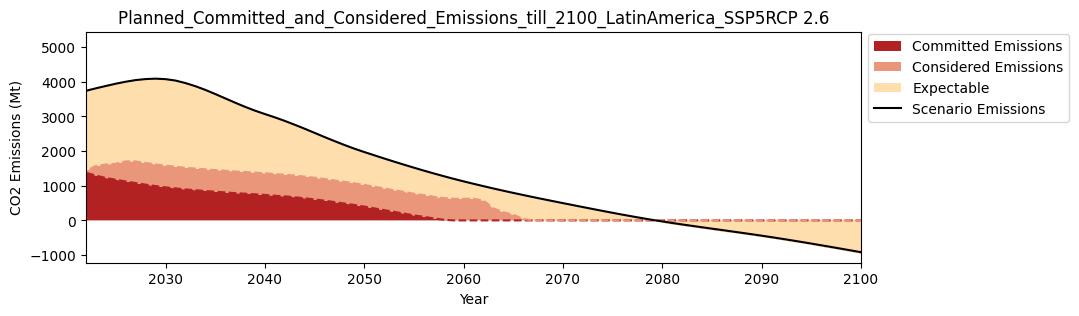 Planned_Committed_and_Considered_Emissions_till_2100_LatinAmerica_SSP5RCP 2.6
CO2 Emissions (Mt)
5000
4000
3000
2000
1000
0
−1000
2030 2040 2050 2060 2070 2080 2090 2100
Year
Committed Emissions
Considered Emissions
Expectable
Scenario Emissions